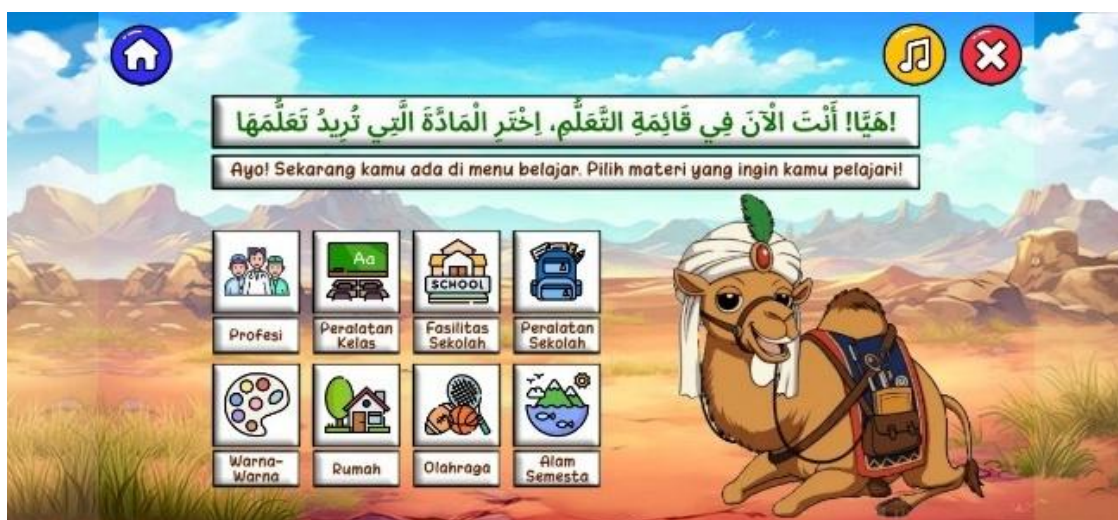 هَيَّا! أَنْتَ الْآنَ فِي قَائِمَةِ التَّعَلُّمِ، اِخْتَرِ الْمَادَّةَ الَّتِي تُرِيدُ تَعَلُّمَهَا!
Ayo! Sekarang kamu ada di menu belajar. Pilih materi yang ingin kamu pelajari!
Aa
SCHOOL
Profesi
Peralatan
Kelas
Fasilitas
Sekolah
Peralatan
Sekolah
Warna-
Warna
Rumah
Olahraga
Alam
Semesta